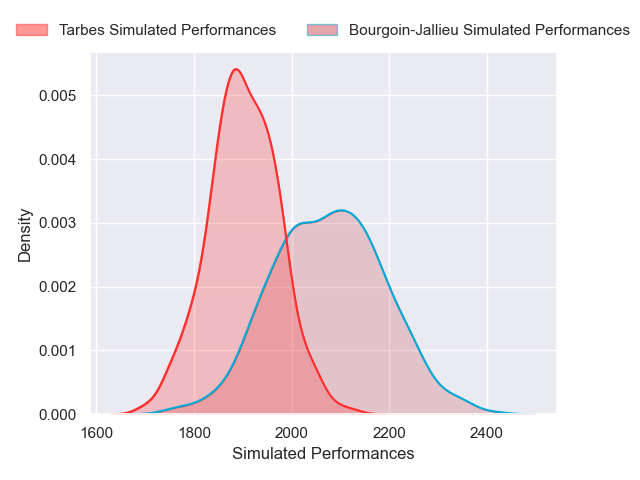 Tarbes Simulated Performances
Bourgoin-Jallieu Simulated Performances
0.005
0.004
0.003
0.002
0.001
0.000
Density
1600
1800
2000
2200
2400
Simulated Performances